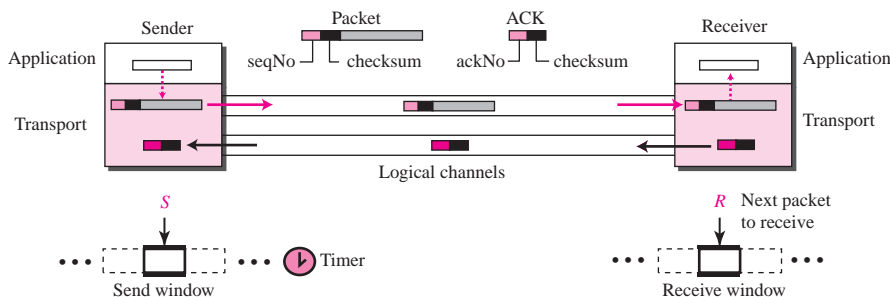 Packet
ACK
Sender
Receiver
seqNo
checksum
ackNo
checksum
Application
Application
Transport
Transport
Logical channels
S
R
Next packet
to receive
Timer
Send window
Receive window